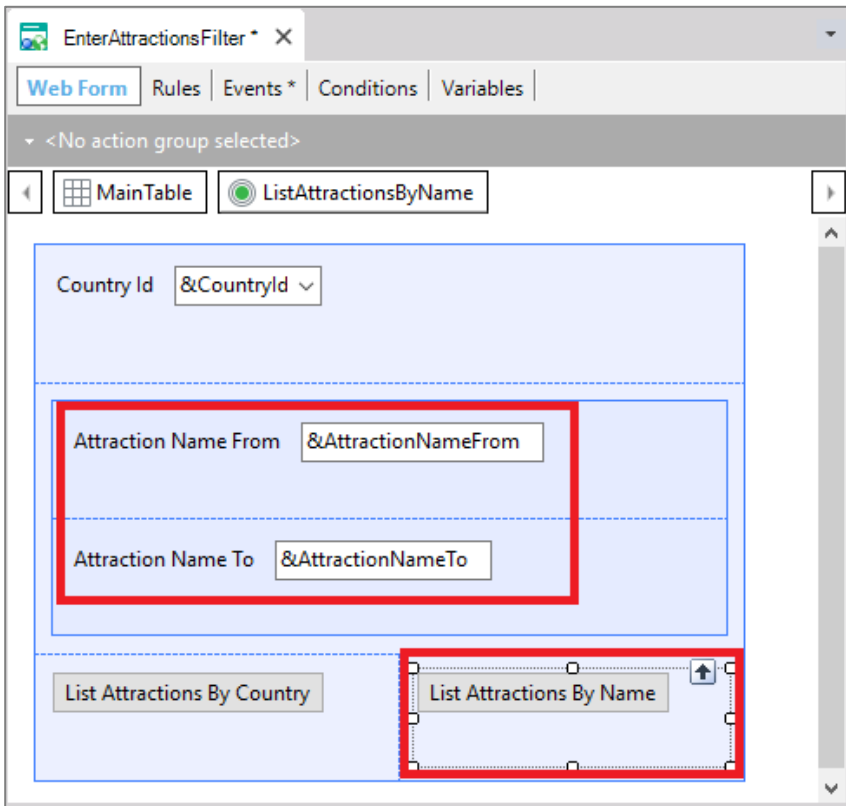 EnterAttractionsFilter *
Web Form Rules Events * Conditions Variables
<No action group selected>
MainTable ListAttractionsByName
Country Id &CountryId
Attraction Name From &AttractionNameFrom
Attraction Name To &AttractionNameTo
List Attractions By Country List Attractions By Name